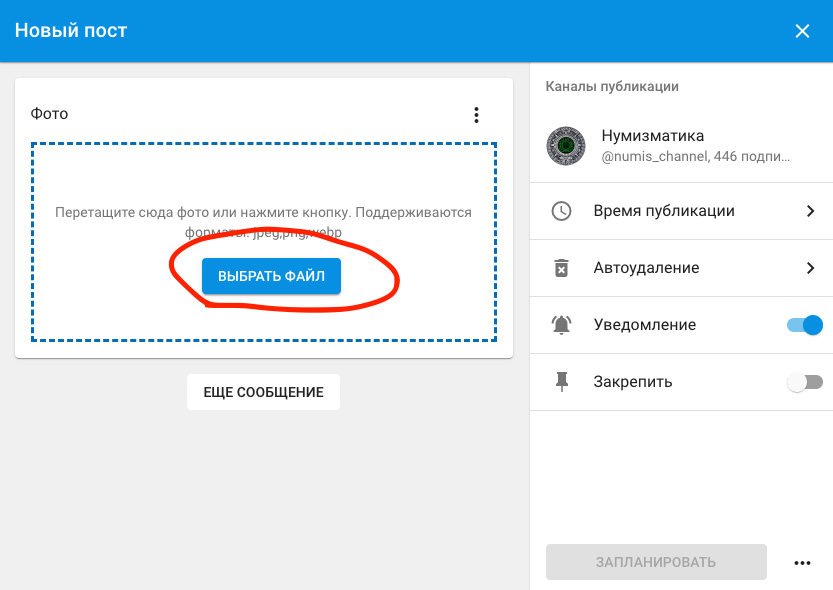 Новый пост
Фото
Перетащите сюда фото или нажмите кнопку. Поддерживаются
форматы: jpeg,png,webp
ВЫБРАТЬ ФАЙЛ
ЕЩЕ СООБЩЕНИЕ
Каналы публикации
Нумизматика
@numis_channel, 446 подпи...
Время публикации
Автоудаление
Уведомление
Закрепить
ЗАПЛАНИРОВАТЬ